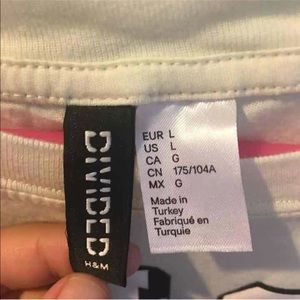 DIVIDED
H&M
EUR L
US L
CA G
CN 175/104A
MX G
Made in
Turkey
Fabriqué en
Turquie